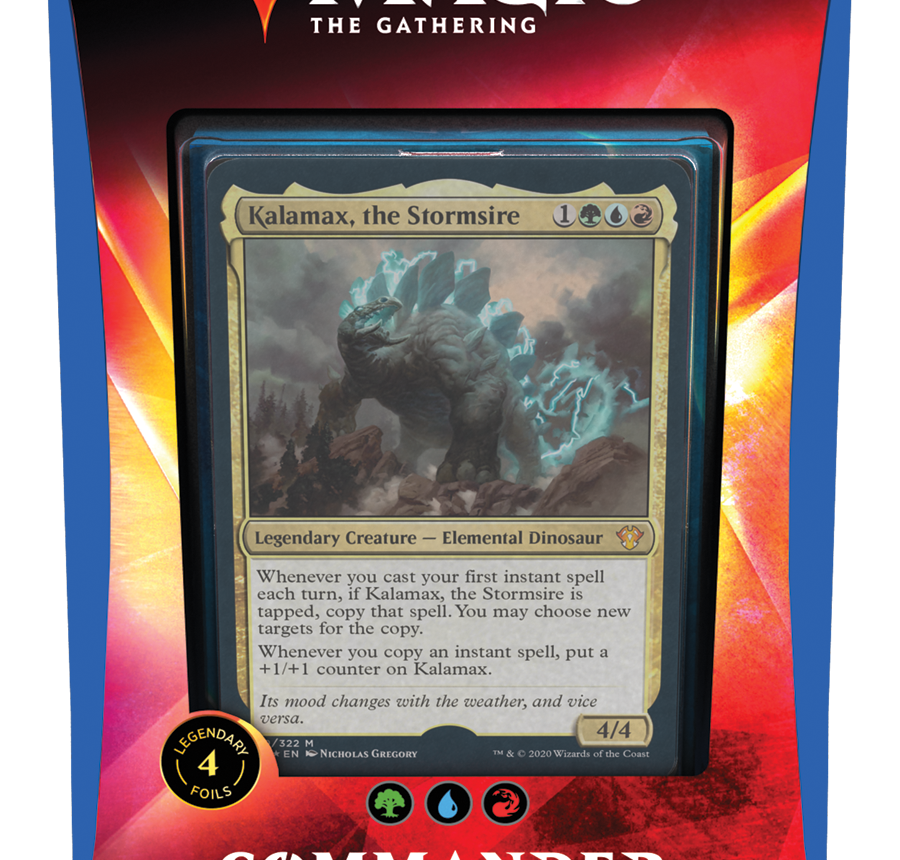 MAGIC
THE GATHERING
Kalamax, the Stormsire 1
Legendary Creature — Elemental Dinosaur
Whenever you cast your first instant spell
each turn, if Kalamax, the Stormsire is
tapped, copy that spell. You may choose new
targets for the copy.
Whenever you copy an instant spell, put a
+1/+1 counter on Kalamax.
Its mood changes with the weather, and vice
versa.
4/4
/322 M
EN Nicholas Gregory ™ & © 2020 Wizards of the Coast
LEGENDARY
4
FOILS
COMMANDER